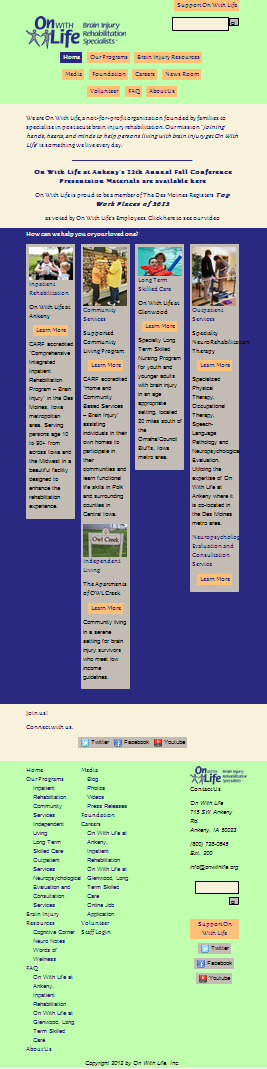 Support On With Life
On WITH Life
Brain Injury
Rehabilitation
Specialists
Home
Our Programs
Brain Injury Resources
Media
Foundation
Careers
News Room
Volunteer
FAQ
About Us
We are On With Life, a not-for-profit organization founded by families to
specialize in post acute brain injury rehabilitation. Our mission "Joining
hands, hearts, and minds to help persons living with brain injury get On With
Life" is something we live every day.
On With Life at Ankeny's 12th Annual Fall Conference
Presentation Materials are available here
On With Life is proud to be a member of The Des Moines Registers Top
Work Places of 2012
as voted by On With Life's Employees. Click here to see our video
How can we help you or your loved one?
Inpatient
Rehabilitation
On With Life at
Ankeny
Learn More
CARF accredited
"Comprehensive
Integrated
Inpatient
Rehabilitation
Program – Brain
Injury" in the Des
Moines, Iowa
metropolitan
area. Serving
persons age 10
to 90+ from
across Iowa and
the Midwest in a
beautiful facility
designed to
enhance the
rehabilitation
experience.
Community
Services
Supported
Community
Living Program
Learn More
CARF accredited
"Home and
Community
Based Services
– Brain Injury"
assisting
individuals in their
own homes to
participate in
their
communities and
learn functional
life skills in Polk
and surrounding
counties in
Central Iowa.
Owl Creek
Independent
Living
The Apartments
of OWL Creek
Learn More
Community living
in a serene
setting for brain
injury survivors
who meet low
income
guidelines.
Long Term
Skilled Care
On With Life at
Glenwood
Learn More
Specialty Long
Term Skilled
Nursing Program
for youth and
younger adults
with brain injury
in an age
appropriate
setting, located
20 miles south of
the
Omaha/Council
Bluffs, Iowa
metro area.
Outpatient
Services
Specialty
NeuroRehabilitation
Therapy
Learn More
Specialized
Physical
Therapy,
Occupational
Therapy,
Speech-
Language
Pathology and
Neuropsychological
Evaluation.
Utilizing the
expertise of On
With Life at
Ankeny where it
is co-located in
the Des Moines
metro area.
Neuropsychological
Evaluation and
Consultation
Service
Learn More
Join us!
Connect with us.
Twitter
Facebook
Youtube
Home
Our Programs
Inpatient
Rehabilitation
Community
Services
Independent
Living
Long Term
Skilled Care
Outpatient
Services
Neuropsychological
Evaluation and
Consultation
Services
Brain Injury
Resources
Cognitive Corner
Neuro Notes
Words of
Wellness
FAQ
On With Life at
Ankeny,
Inpatient
Rehabilitation
On With Life at
Glenwood, Long
Term Skilled
Care
About Us
Media
Blog
Photos
Videos
Press Releases
Foundation
Careers
On With Life at
Ankeny,
Inpatient
Rehabilitation
On With Life at
Glenwood, Long
Term Skilled
Care
Online Job
Application
Volunteer
Staff Login
On WITH Life
Brain Injury
Rehabilitation
Specialists
Contact Us
On With Life
715 SW Ankeny
Rd.
Ankeny, IA 50023
(800) 728-0645
Ext. 200
info@onwithlife.org
Support On
With Life
Twitter
Facebook
Youtube
Copyright 2012 by On With Life, Inc.